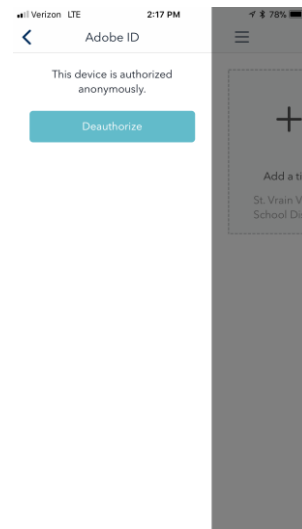 Verizon LTE 2:17 PM 78%
Adobe ID
This device is authorized
anonymously.
Deauthorize
Add a ti
St. Vrain V
School Di